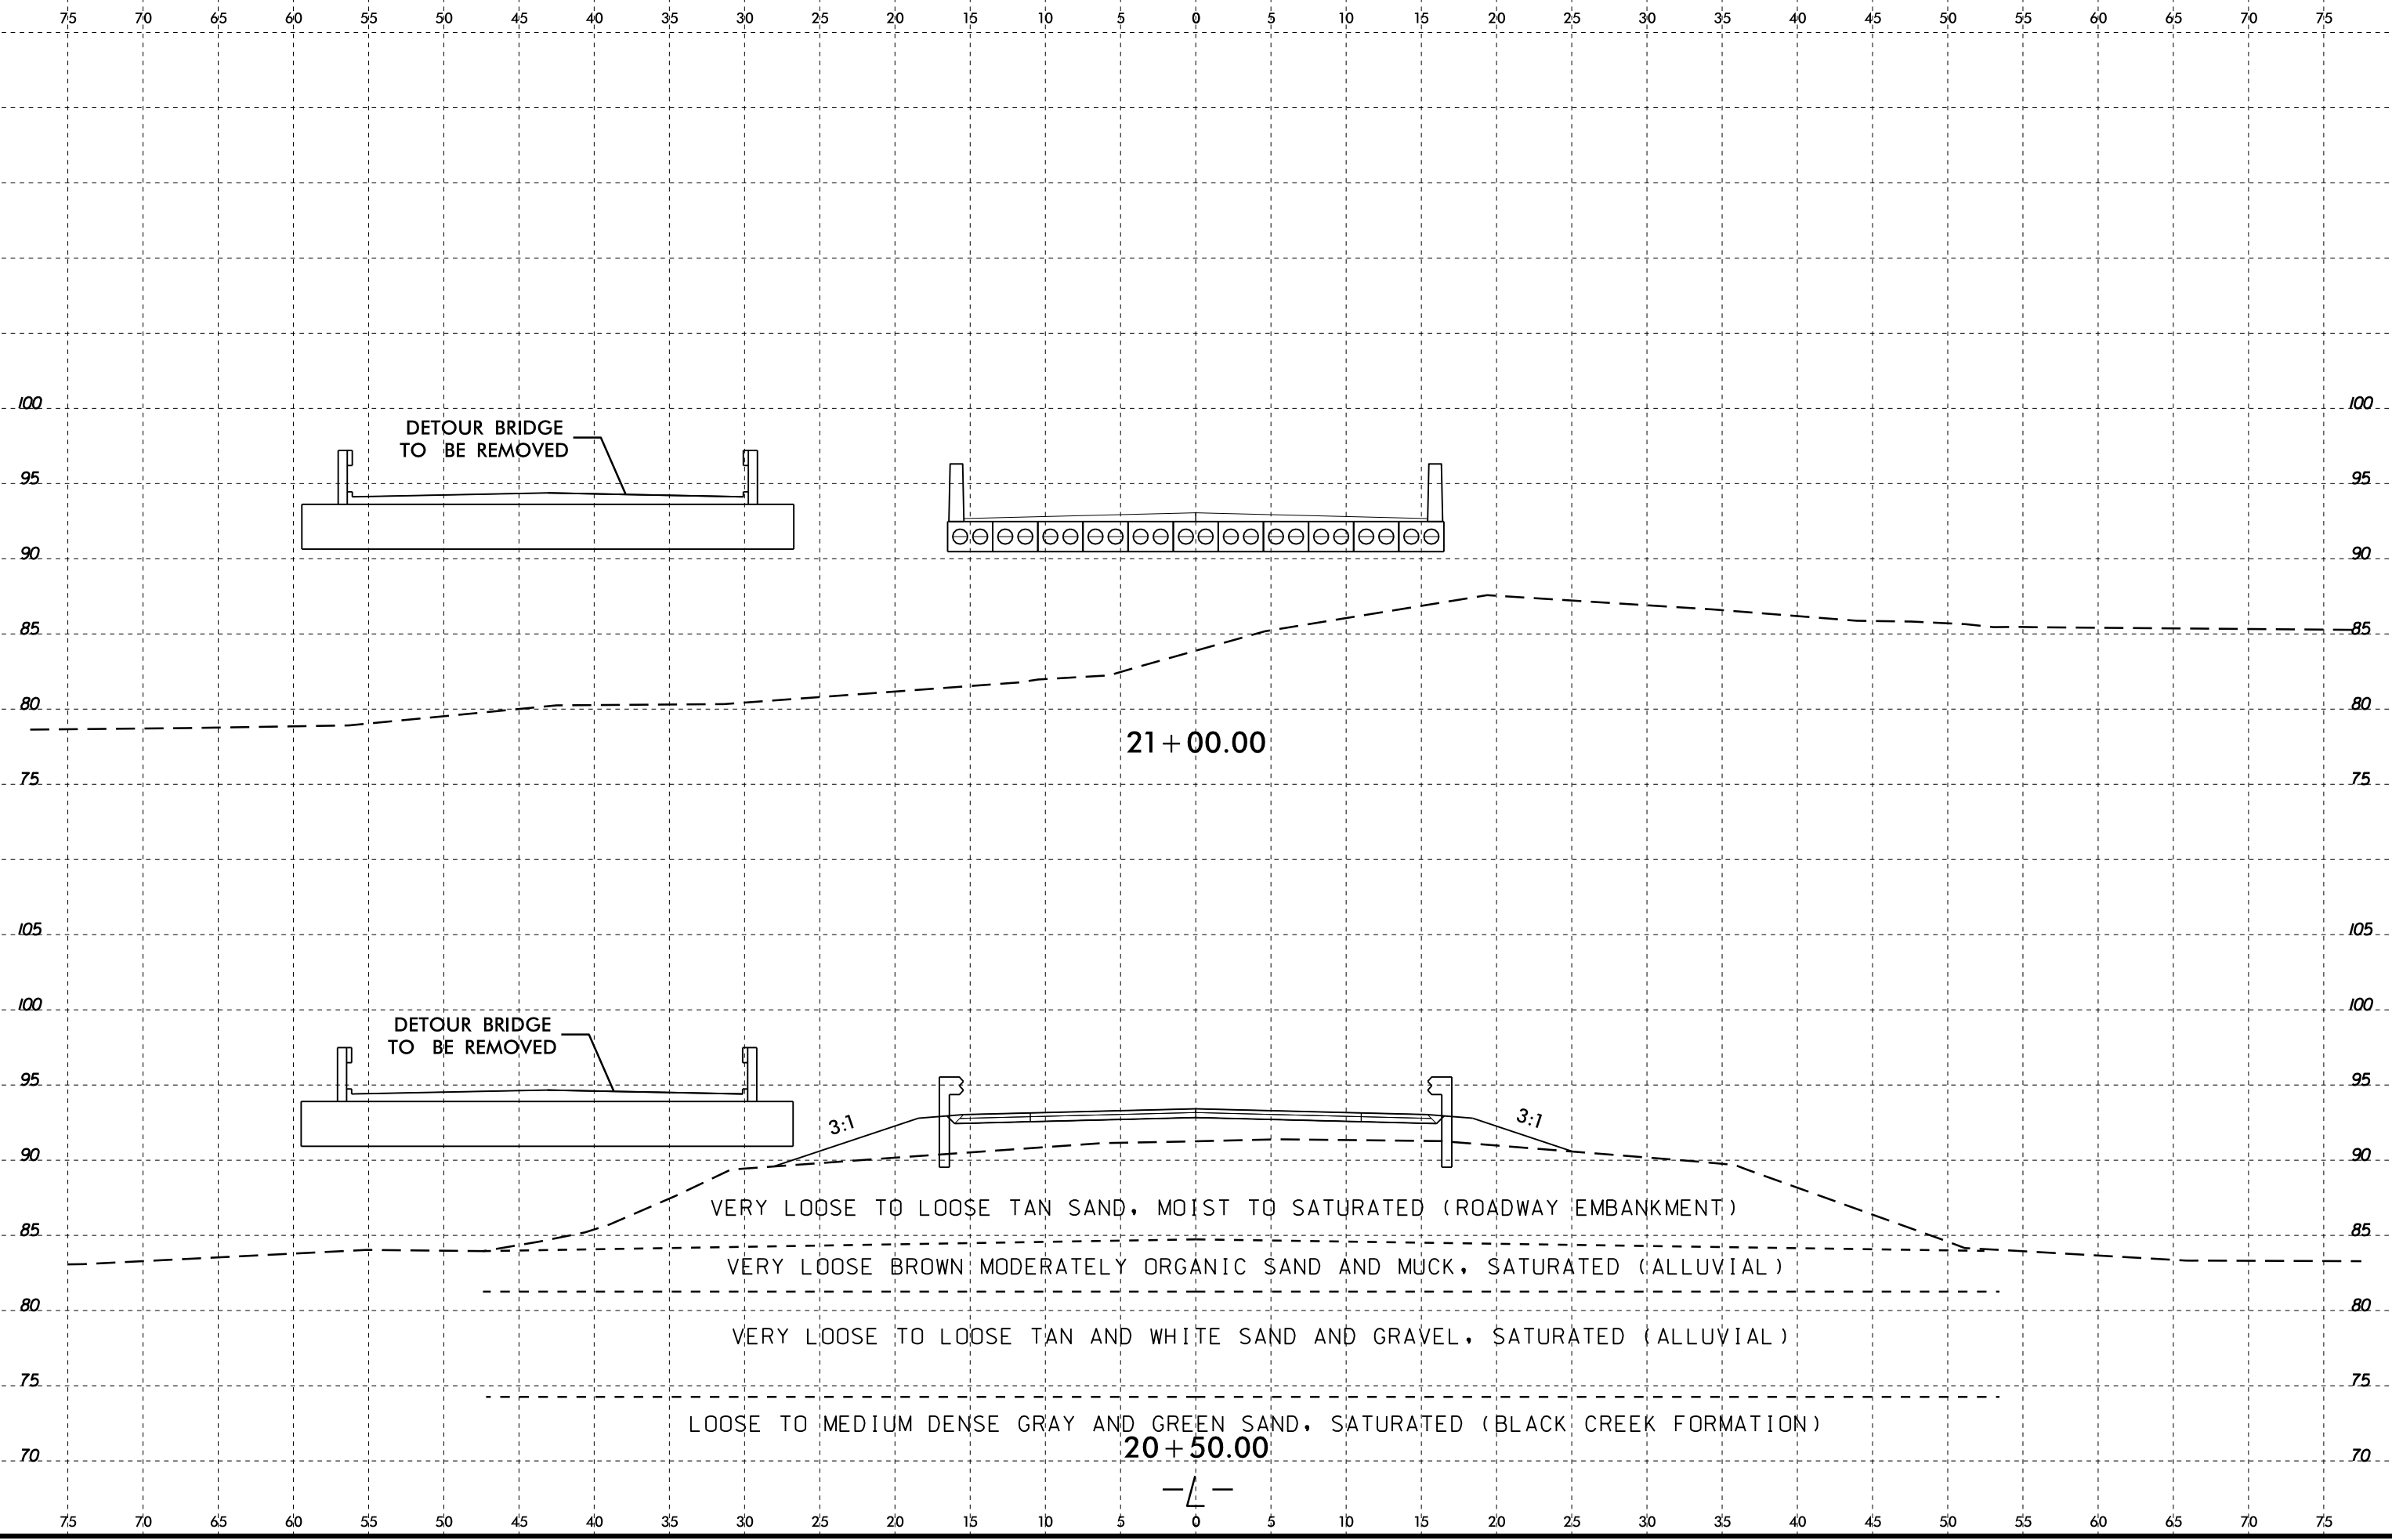 75 70 65 60 55 50 45 40 35 30 25 20 15 10 5 0 5 10 15 20 25 30 35 40 45 50 55 60 65 70 75
100 100
DETOUR BRIDGE
TO BE REMOVED
95 95
90 90
85 85
80 80
21+00.00
75 75
105 105
100 100
DETOUR BRIDGE
TO BE REMOVED
95 95
3:1 3:1
90 90
VERY LOOSE TO LOOSE TAN SAND, MOIST TO SATURATED (ROADWAY EMBANKMENT)
85 85
VERY LOOSE BROWN MODERATELY ORGANIC SAND AND MUCK, SATURATED (ALLUVIAL)
80 80
VERY LOOSE TO LOOSE TAN AND WHITE SAND AND GRAVEL, SATURATED (ALLUVIAL)
75 75
LOOSE TO MEDIUM DENSE GRAY AND GREEN SAND, SATURATED (BLACK CREEK FORMATION)
20+50.00
70 70
-L-
75 70 65 60 55 50 45 40 35 30 25 20 15 10 5 0 5 10 15 20 25 30 35 40 45 50 55 60 65 70 75